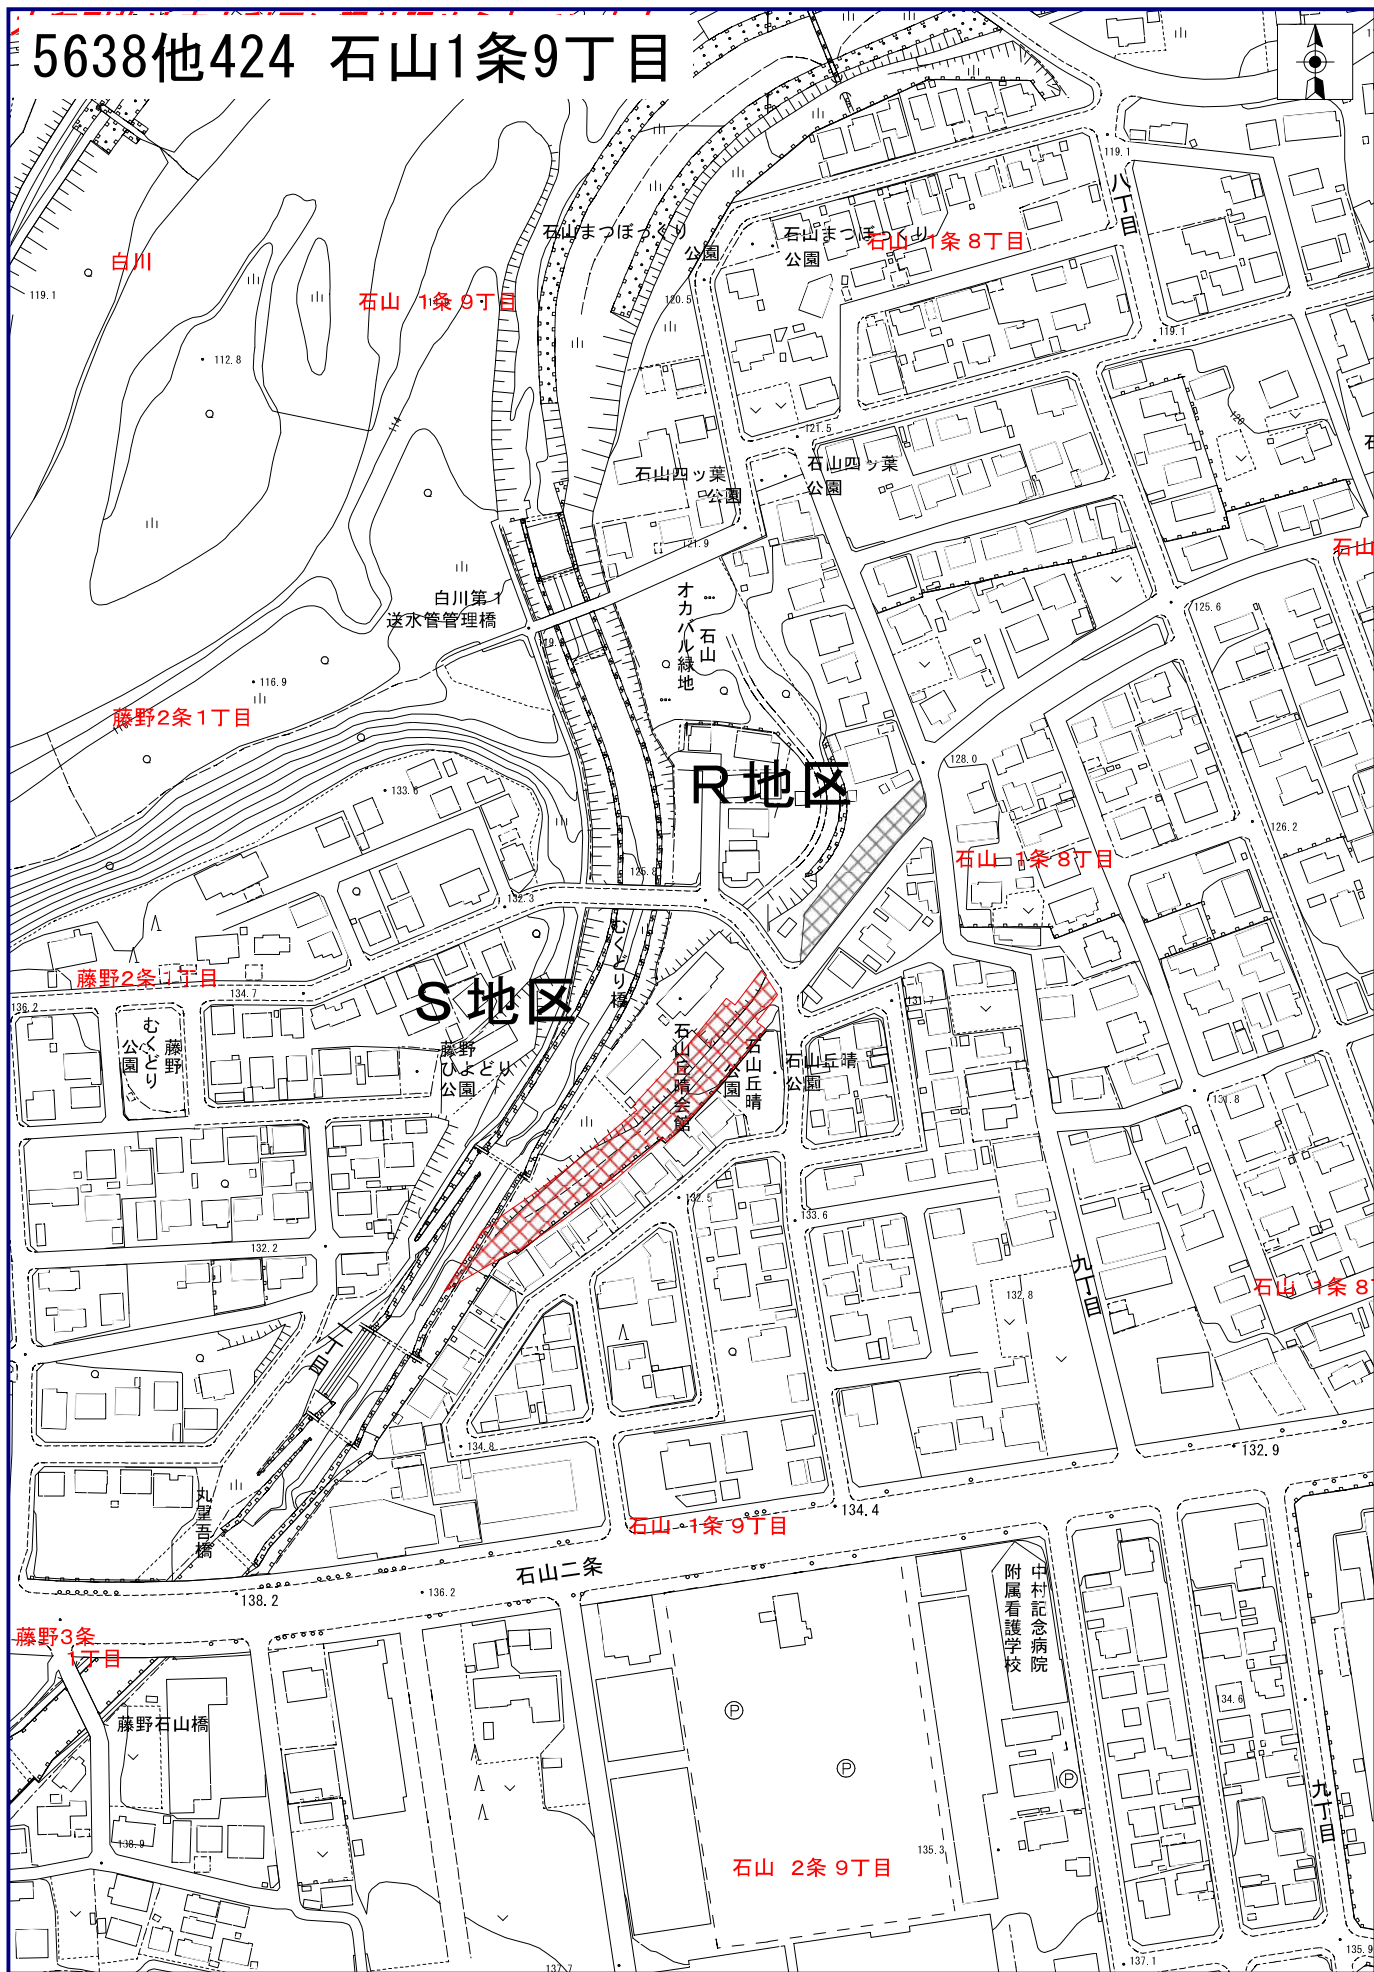 5638他424 石山1条9丁目
119.1
八丁目
石山まつぼっくり
公園
石山まつぼっくり
公園
石山 1条8丁目
白川
119.1
石山 1条9丁目
120.5
119.1
112.8
114
121.5
120
石山四ッ葉
公園
石山四ッ葉
公園
121.9
石山
白川第1
送水管管理橋
オカバルル緑地
石山
125.6
116.9
藤野2条1丁目
128.0
133.6
R地区
126.2
石山 1条8丁目
125.8
132.3
むくどり橋
藤野2条1丁目
134.7
136.2
S地区
131.7
藤野
むくどり
公園
藤野
ひよどり
公園
石山丘晴会館
石山丘晴
公園
石山丘晴
公園
131.8
132.5
133.6
132.2
九丁目
132.8
石山 1条8丁
一丁目
134.8
132.9
丸重吾橋
134.4
石山 1条9丁目
石山二条
138.2
136.2
中村記念病院
附属看護学校
藤野3条
1丁目
134.6
藤野石山橋
P
P
P
九丁目
138.9
135.3
石山 2条9丁目
135.9
137.7
137.1